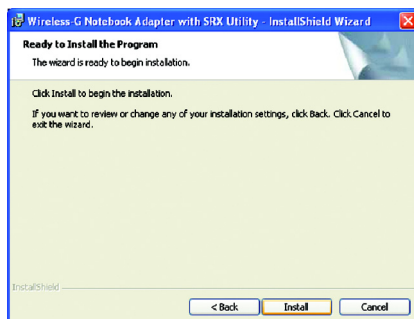 Wireless-G Notebook Adapter with SRX Utility - InstallShield Wizard
Ready to Install the Program
The wizard is ready to begin installation.
Click Install to begin the installation.
If you want to review or change any of your installation settings, click Back. Click Cancel to
exit the wizard.
InstallShield
< Back Install Cancel